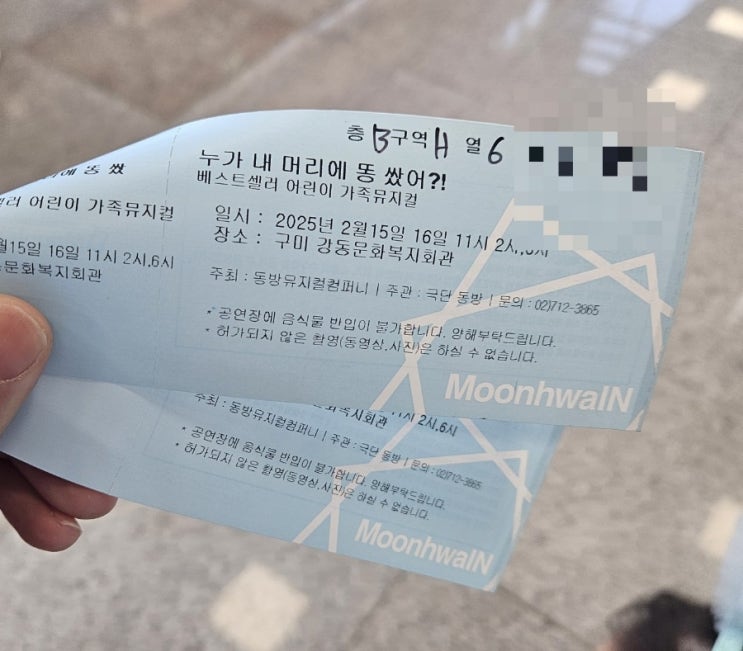 층 B구역 H 열 6
누가 내 머리에 똥 쌌어?!
베스트셀러 어린이 가족뮤지컬
일시 : 2025년 2월15일 16일 11시 2시,6시
장소 : 구미 강동문화복지회관
주최 : 동방뮤지컬컴퍼니 | 주관 : 극단 동방 | 문의 : 02)712-3865
* 공연장에 음식물 반입이 불가합니다. 양해부탁드립니다.
* 허가되지 않은 촬영(동영상,사진)은 하실 수 없습니다.
MoonhwaIN
똥 쌌
어린이 가족뮤지컬
월15일 16일 11시 2시,6시
문화복지회관
11시 2시,6시
복지회관
주최 : 동방뮤지컬컴퍼니 | 주관 : 극단 동방 | 문의 : 02)712-3865
* 공연장에 음식물 반입이 불가합니다. 양해부탁드립니다.
* 허가되지 않은 촬영(동영상,사진)은 하실 수 없습니다.
MoonhwaIN